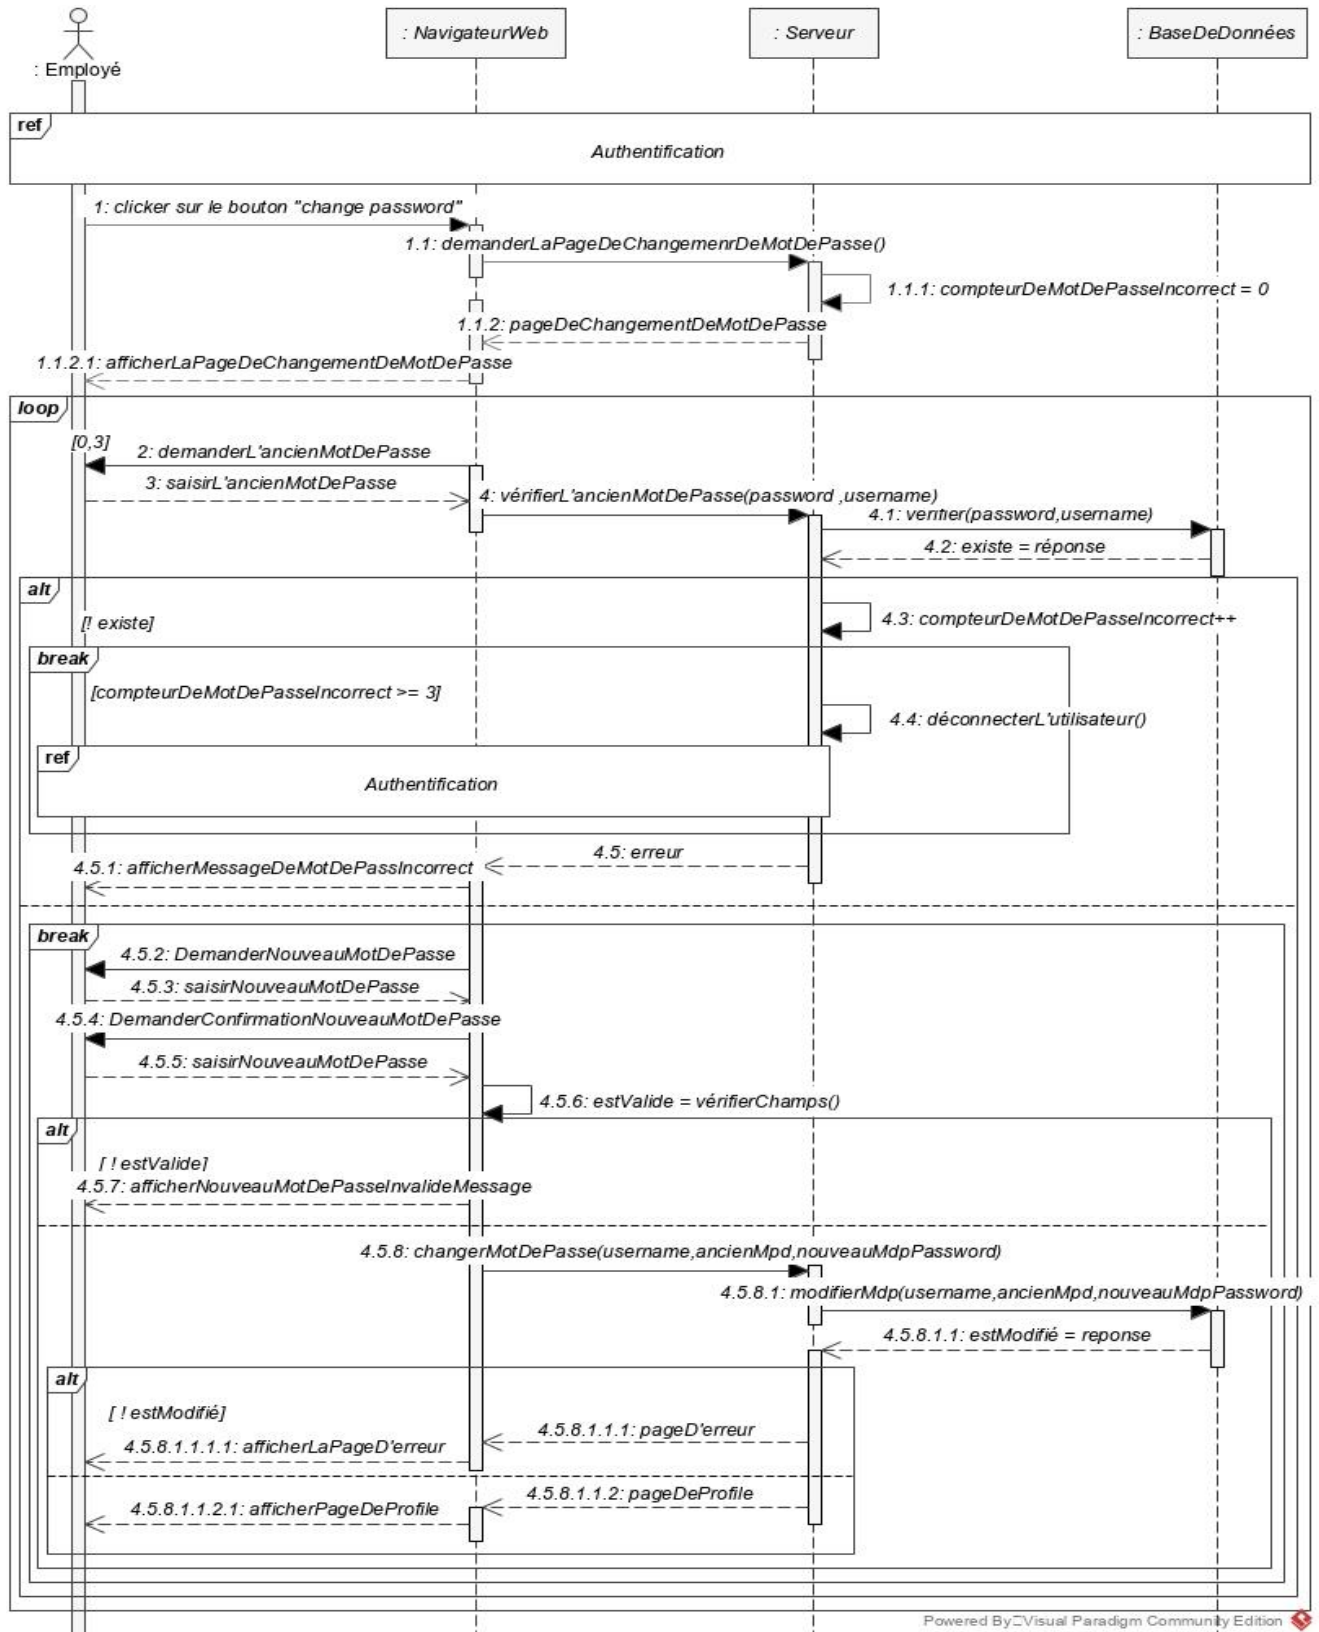 : Employé
: NavigateurWeb
: Serveur
: BaseDeDonnées
ref
Authentification
1: clicker sur le bouton "change password"
1.1: demanderLaPageDeChangemenrDeMotDePasse()
1.1.1: compteurDeMotDePasseIncorrect = 0
1.1.2: pageDeChangementDeMotDePasse
1.1.2.1: afficherLaPageDeChangementDeMotDePasse
loop
[0,3]
2: demanderL'ancienMotDePasse
3: saisirL'ancienMotDePasse
4: vérifierL'ancienMotDePasse(password ,username)
4.1: verifier(password,username)
4.2: existe = réponse
alt
[! existe]
4.3: compteurDeMotDePasseIncorrect++
break
[compteurDeMotDePasseIncorrect >= 3]
4.4: déconnecterL'utilisateur()
ref
Authentification
4.5: erreur
4.5.1: afficherMessageDeMotDePassIncorrect
break
4.5.2: DemanderNouveauMotDePasse
4.5.3: saisirNouveauMotDePasse
4.5.4: DemanderConfirmationNouveauMotDePasse
4.5.5: saisirNouveauMotDePasse
4.5.6: estValide = vérifierChamps()
alt
[ ! estValide]
4.5.7: afficherNouveauMotDePasseInvalideMessage
4.5.8: changerMotDePasse(username,ancienMpd,nouveauMdpPassword)
4.5.8.1: modifierMdp(username,ancienMpd,nouveauMdpPassword)
4.5.8.1.1: estModifié = reponse
alt
[ ! estModifié]
4.5.8.1.1.1: pageD'erreur
4.5.8.1.1.1.1: afficherLaPageD'erreur
4.5.8.1.1.2: pageDeProfile
4.5.8.1.1.2.1: afficherPageDeProfile
Powered By Visual Paradigm Community Edition